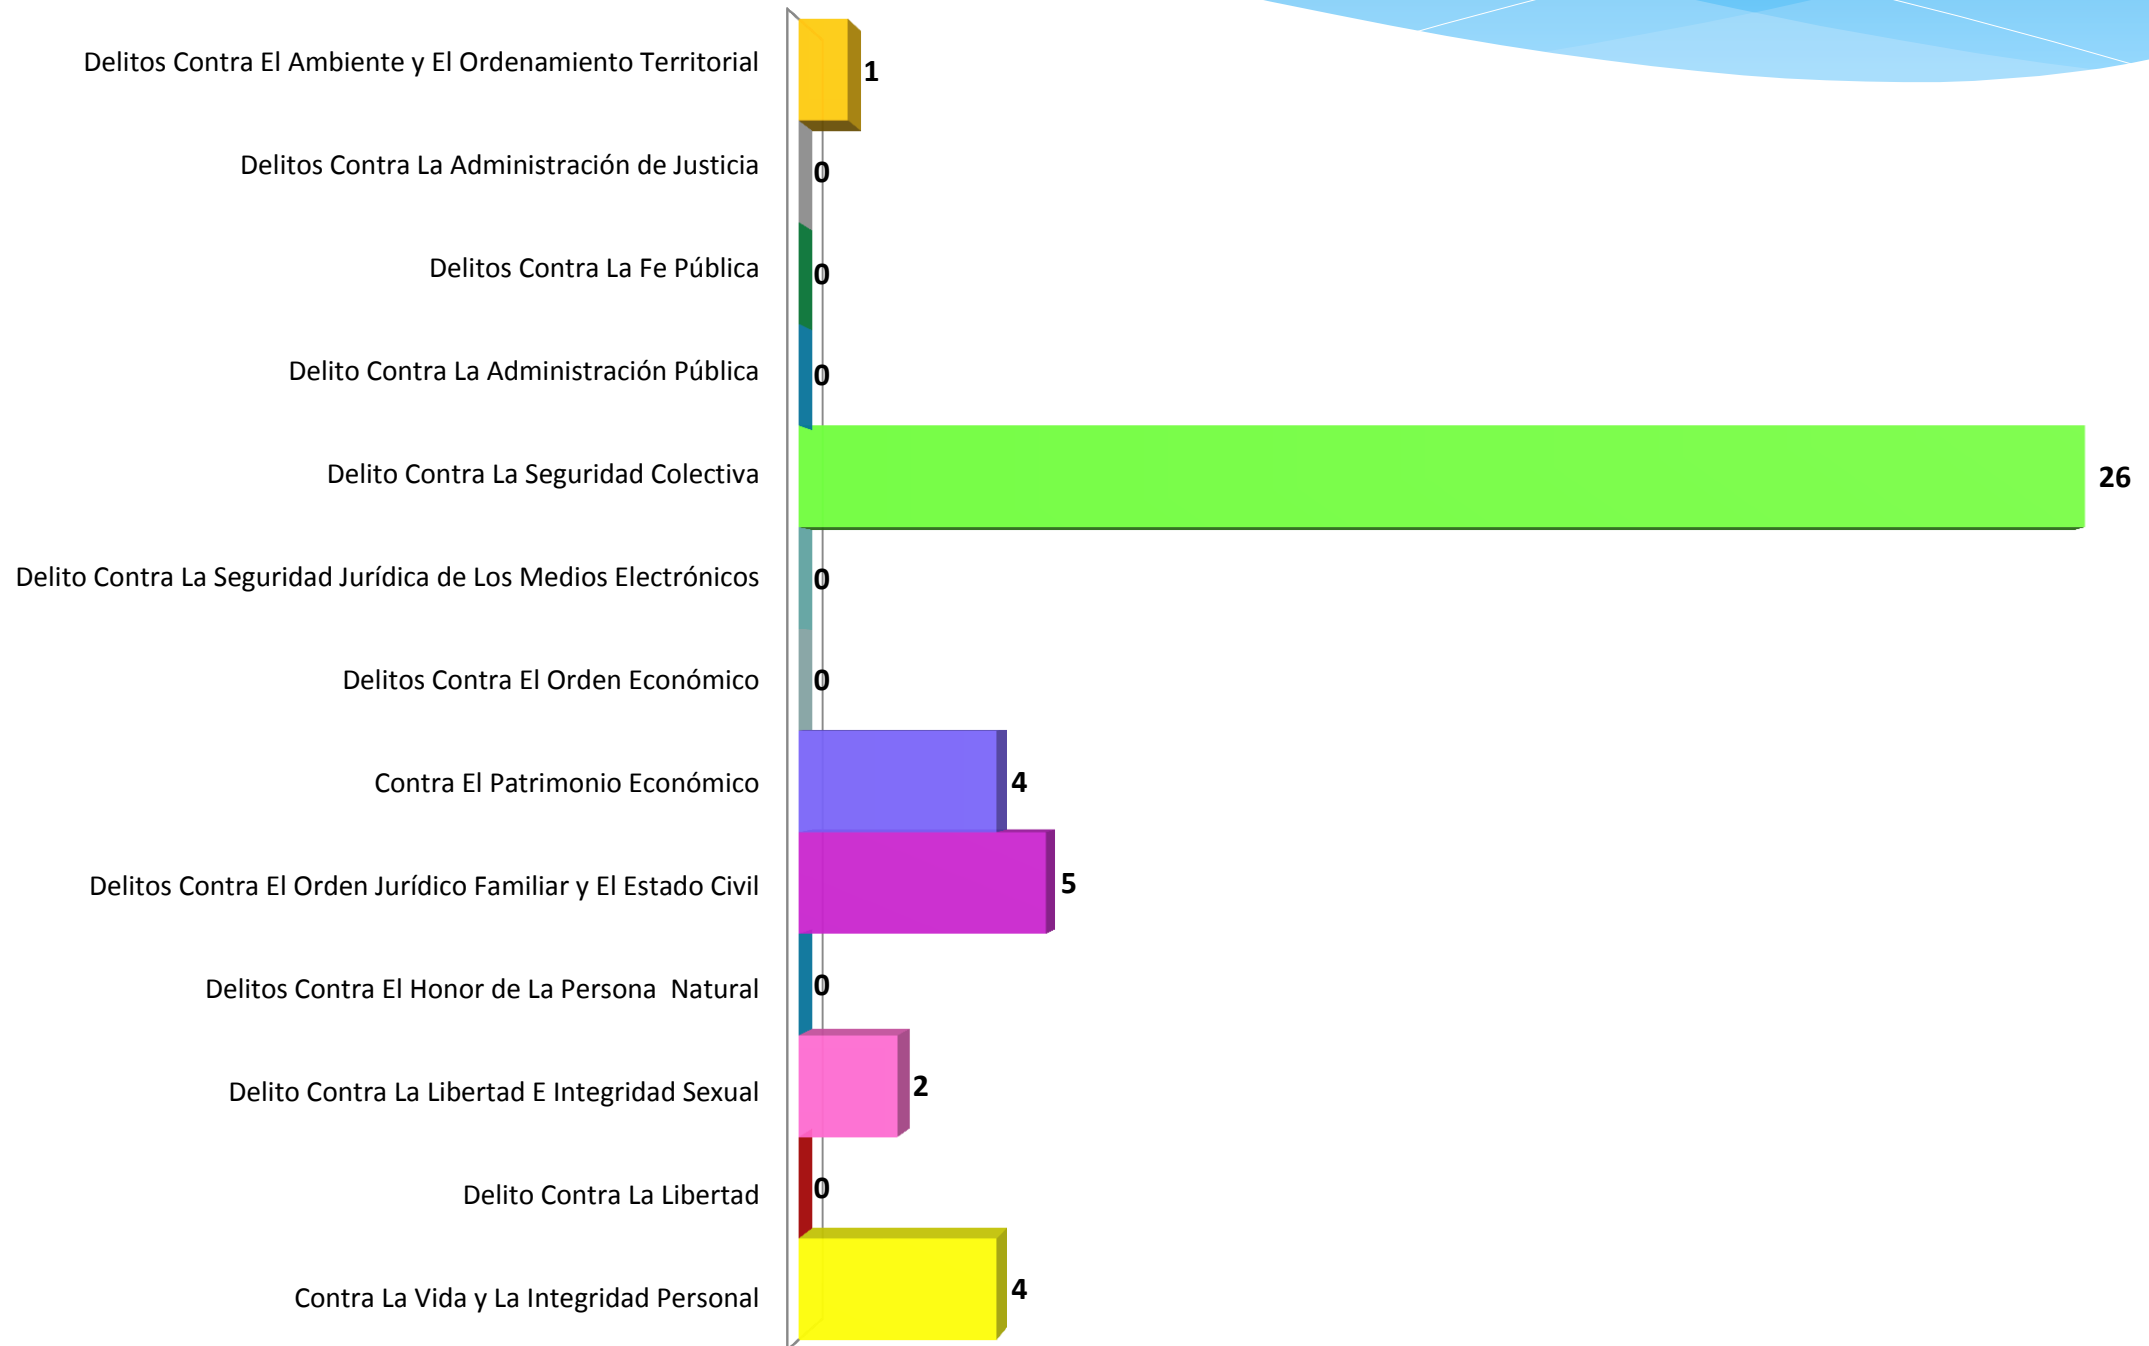 Delitos Contra El Ambiente y El Ordenamiento Territorial
1
Delitos Contra La Administración de Justicia
0
Delitos Contra La Fe Pública
0
Delito Contra La Administración Pública
0
Delito Contra La Seguridad Colectiva
26
Delito Contra La Seguridad Jurídica de Los Medios Electrónicos
0
Delitos Contra El Orden Económico
0
Contra El Patrimonio Económico
4
Delitos Contra El Orden Jurídico Familiar y El Estado Civil
5
Delitos Contra El Honor de La Persona  Natural
0
Delito Contra La Libertad E Integridad Sexual
2
Delito Contra La Libertad
0
Contra La Vida y La Integridad Personal
4